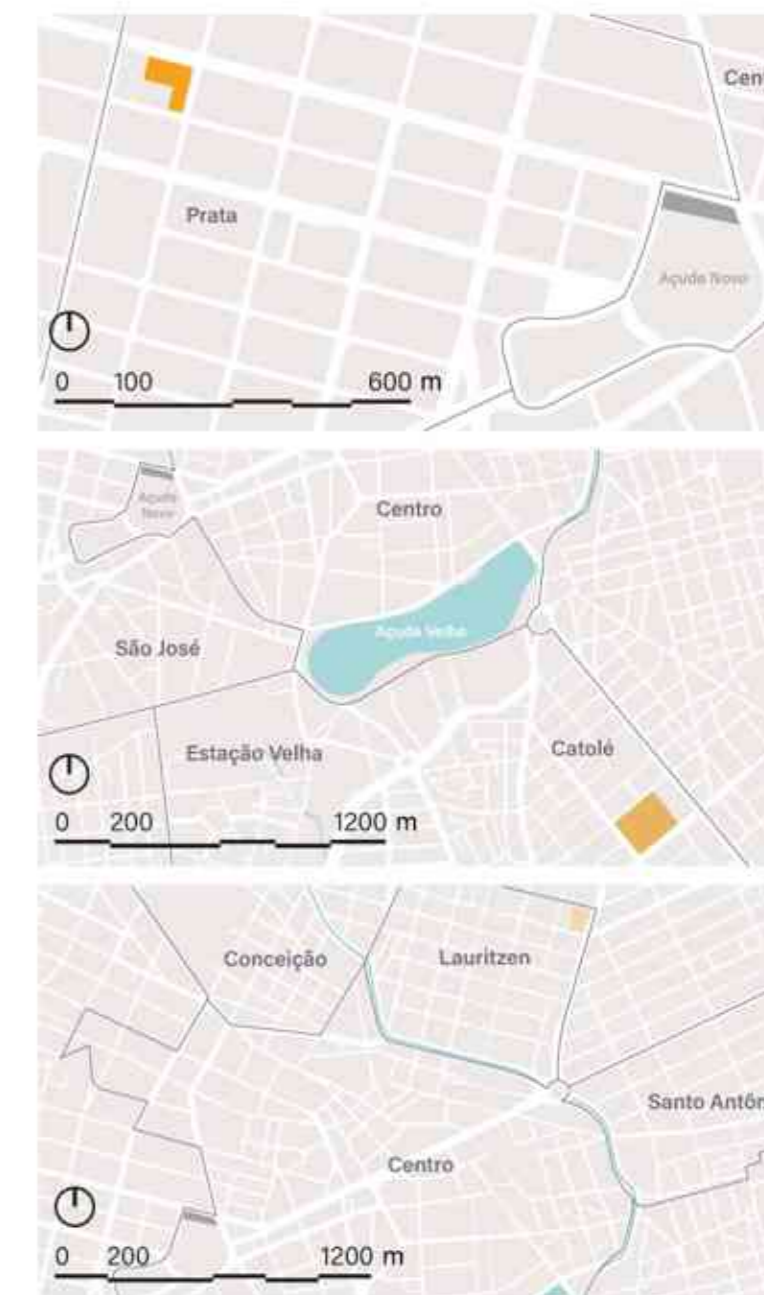 Cent
Prata
Açude Novo
0 100 600 m
Centro
Açude
Novo
Açude Velho
São José
Estação Velha
Catolé
0 200 1200 m
Conceição
Lauritzen
Santo Antôn
Centro
0 200 1200 m